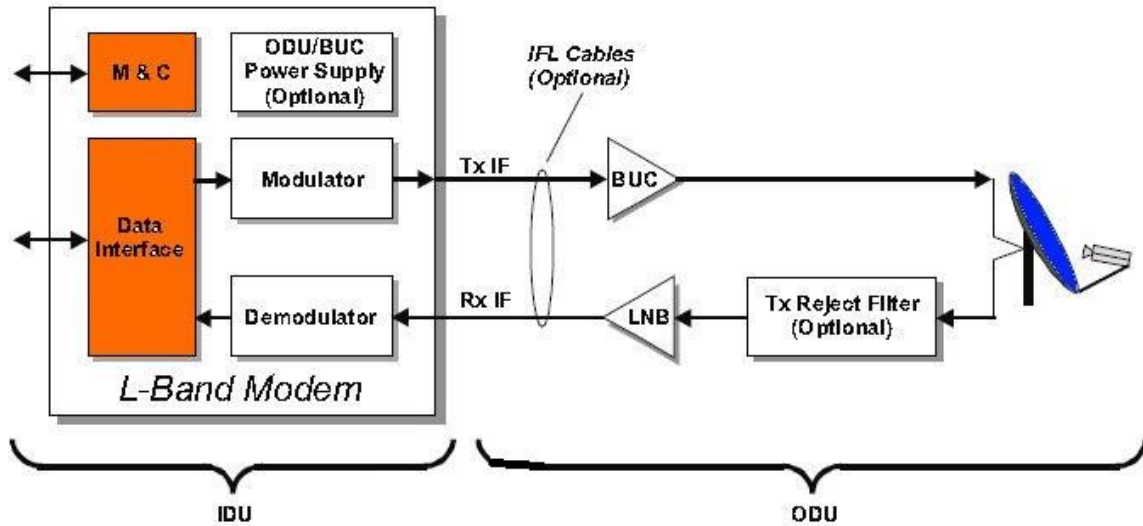 M & C
ODU/BUC
Power Supply
(Optional)
IFL Cables
(Optional)
Data
Interface
Modulator
Tx IF
BUC
Demodulator
Rx IF
LNB
Tx Reject Filter
(Optional)
L-Band Modem
IDU
ODU